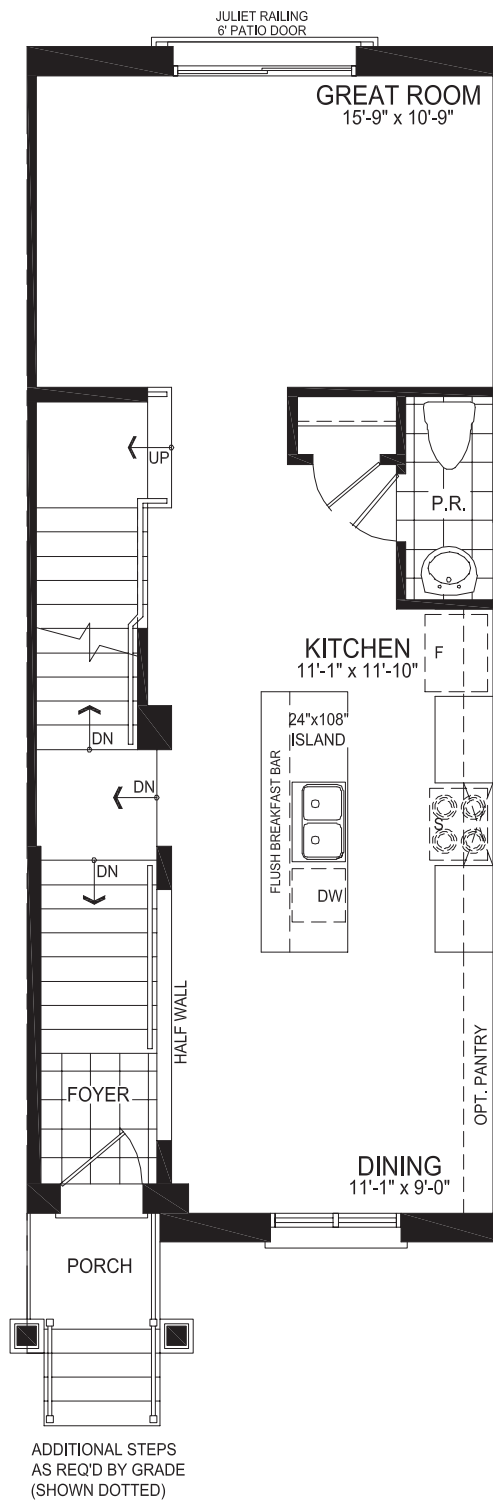 JULIET RAILING
6' PATIO DOOR
GREAT ROOM
15'-9" x 10'-9"
UP
P.R.
KITCHEN
11'-1" x 11'-10"
F
24"x108"
ISLAND
DN
DN
FLUSH BREAKFAST BAR
S
DN
DW
HALF WALL
OPT. PANTRY
FOYER
DINING
11'-1" x 9'-0"
PORCH
ADDITIONAL STEPS
AS REQ'D BY GRADE
(SHOWN DOTTED)